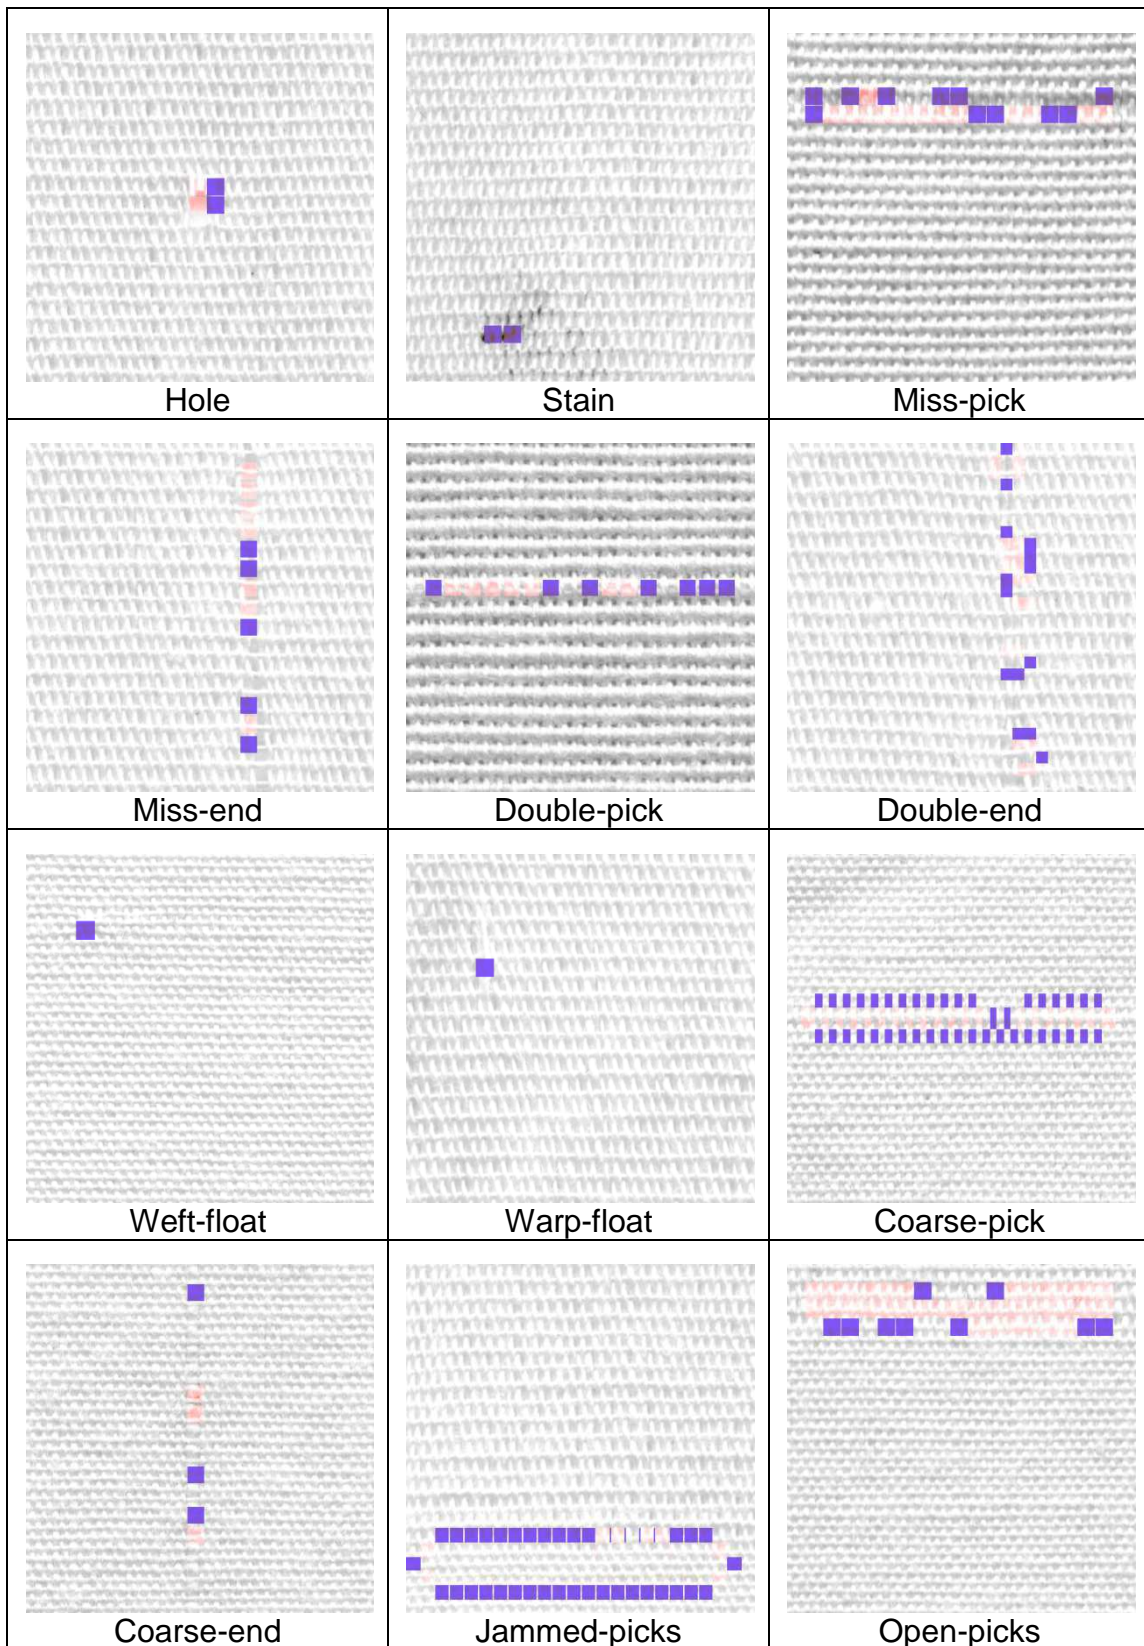 Hole
Stain
Miss-pick
Miss-end
Double-pick
Double-end
Weft-float
Warp-float
Coarse-pick
Coarse-end
Jammed-picks
Open-picks